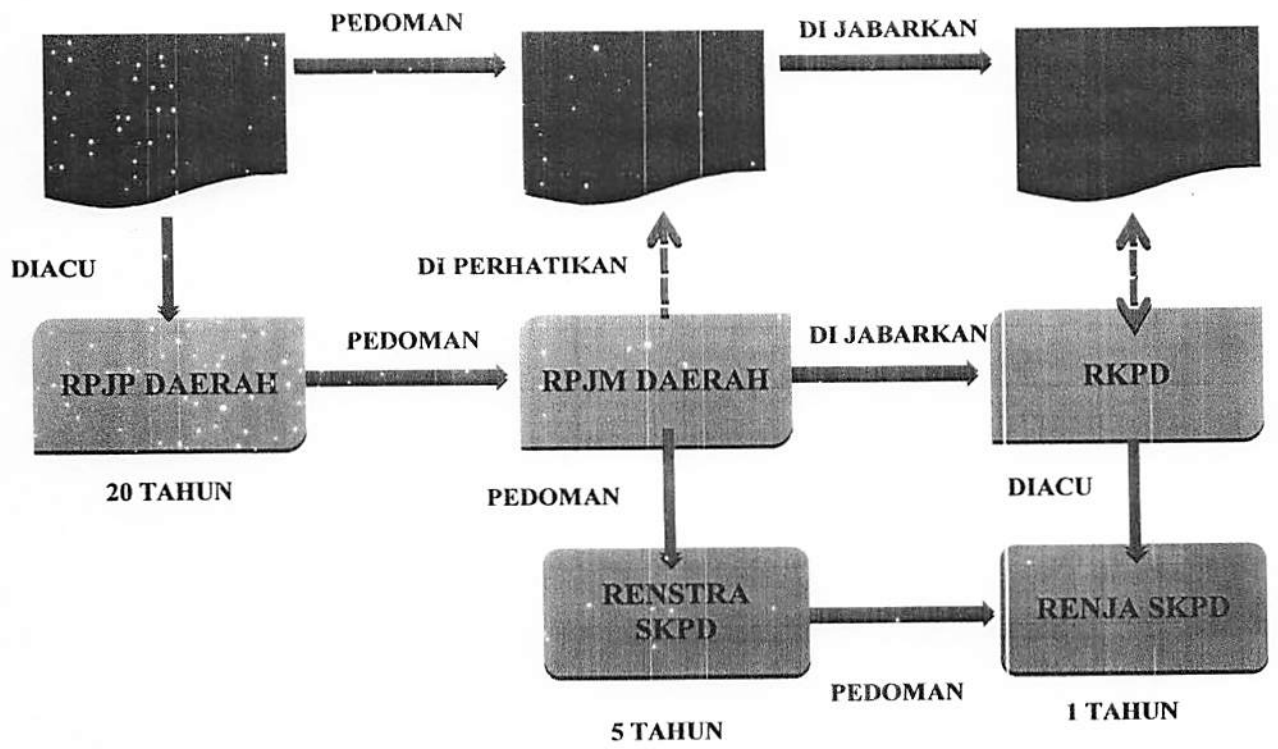 PEDOMAN
DI JABARKAN
DIACU
DI PERHATIKAN
PEDOMAN
DI JABARKAN
RPJP DAERAH
RPJM DAERAH
RKPD
20 TAHUN
PEDOMAN
DIACU
RENSTRA
SKPD
RENJA SKPD
PEDOMAN
5 TAHUN
1 TAHUN